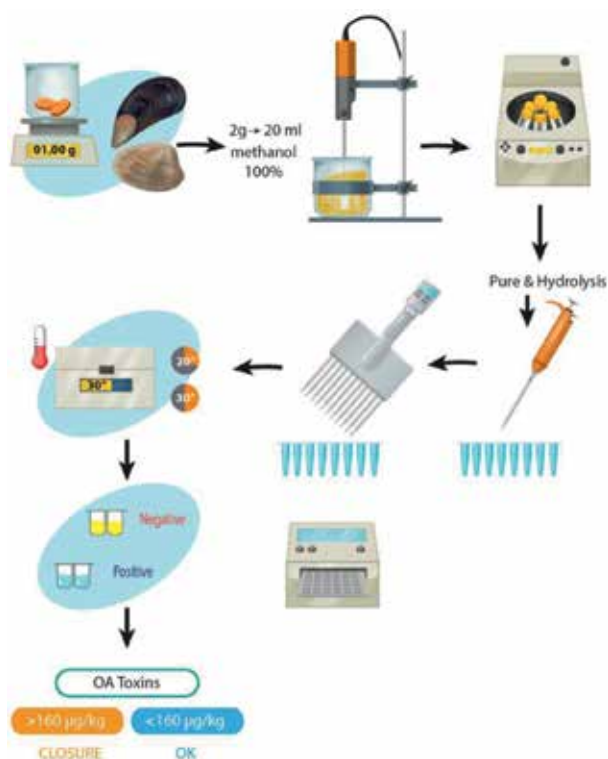 01.00 g
2g→ 20 ml
methanol
100%
Pure & Hydrolysis
30°
20"
30"
Negative
Positive
OA Toxins
>160 µg/kg
<160 µg/kg
CLOSURE
OK